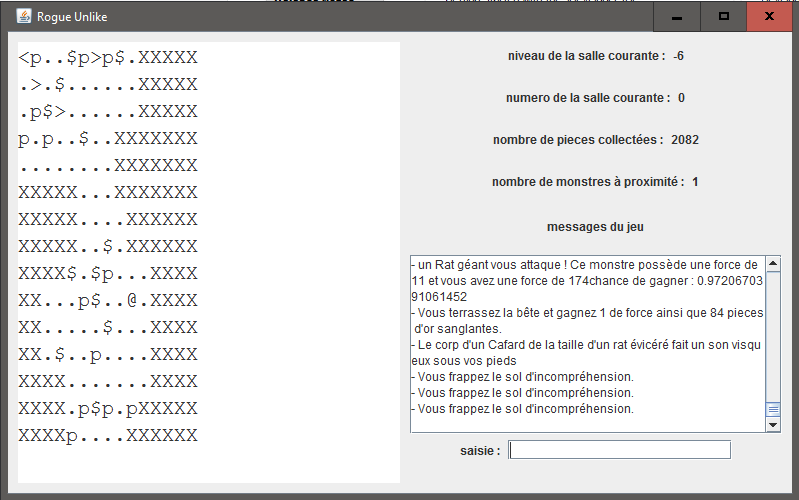 Rogue Unlike
<p..$p>p$.XXXXX
.>.$......XXXXX
.p$>......XXXXX
p.p..$..XXXXXXX
........XXXXXXX
XXXXX...XXXXXXX
XXXXX....XXXXXX
XXXXX..$.XXXXXX
XXXX$.$p...XXXX
XX...p$..@.XXXX
XX.....$...XXXX
XX.$..p....XXXX
XXXX.......XXXX
XXXX.p$p.pXXXXX
XXXXp....XXXXXX
niveau de la salle courante : -6
numero de la salle courante : 0
nombre de pieces collectées : 2082
nombre de monstres à proximité : 1
messages du jeu
- un Rat géant vous attaque ! Ce monstre possède une force de
11 et vous avez une force de 174chance de gagner : 0.97206703
91061452
- Vous terrassez la bête et gagnez 1 de force ainsi que 84 pieces
d'or sanglantes.
- Le corp d'un Cafard de la taille d'un rat évicéré fait un son visqu
eux sous vos pieds
- Vous frappez le sol d'incompréhension.
- Vous frappez le sol d'incompréhension.
- Vous frappez le sol d'incompréhension.
saisie :